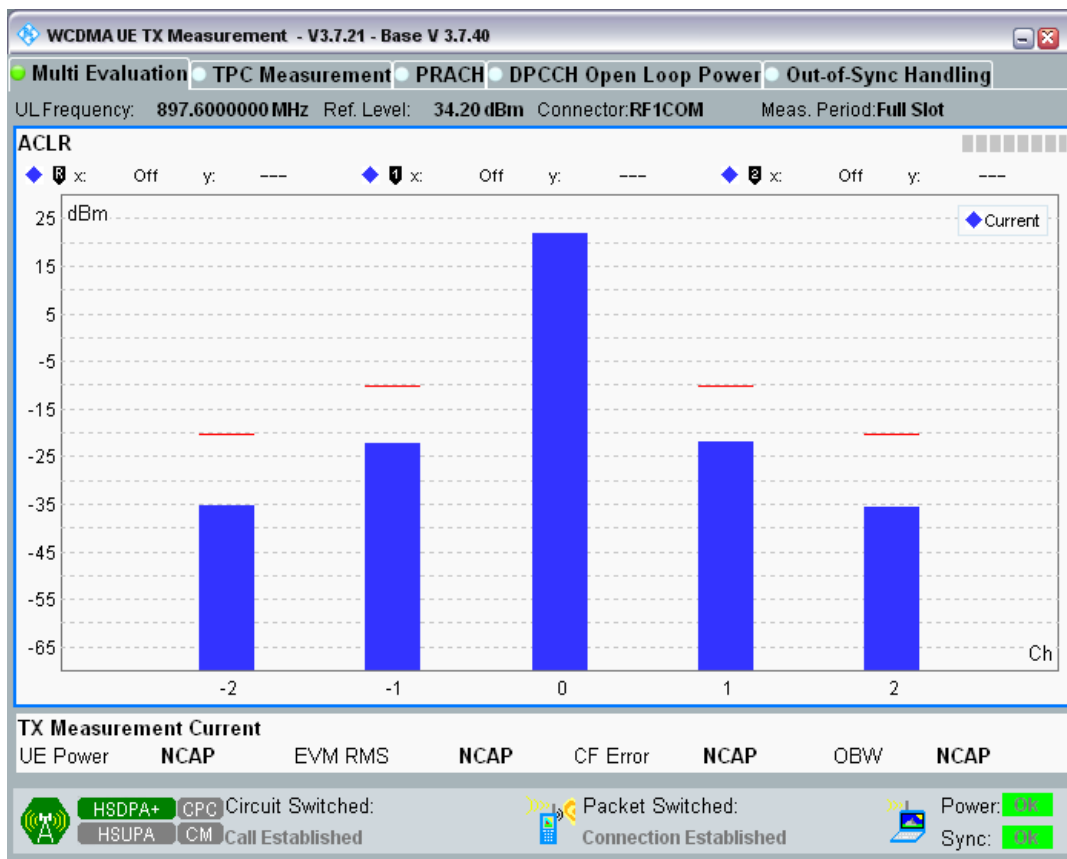 WCDMA UE TX Measurement - V3.7.21 - Base V 3.7.40
Multi Evaluation TPC Measurement PRACH DPCCH Open Loop Power Out-of-Sync Handling
UL Frequency: 897.6000000 MHz Ref. Level: 34.20 dBm Connector:RF1COM Meas. Period:Full Slot
ACLR
R x: Off y: --- 1 x: Off y: --- 2 x: Off y: ---
dBm
Current
25
15
5
-5
-15
-25
-35
-45
-55
-65
Ch
-2 -1 0 1 2
TX Measurement Current
UE Power NCAP EVM RMS NCAP CF Error NCAP OBW NCAP
HSDPA+ CPC Circuit Switched: Packet Switched: Power: OK
HSUPA CM Call Established Connection Established Sync: OK